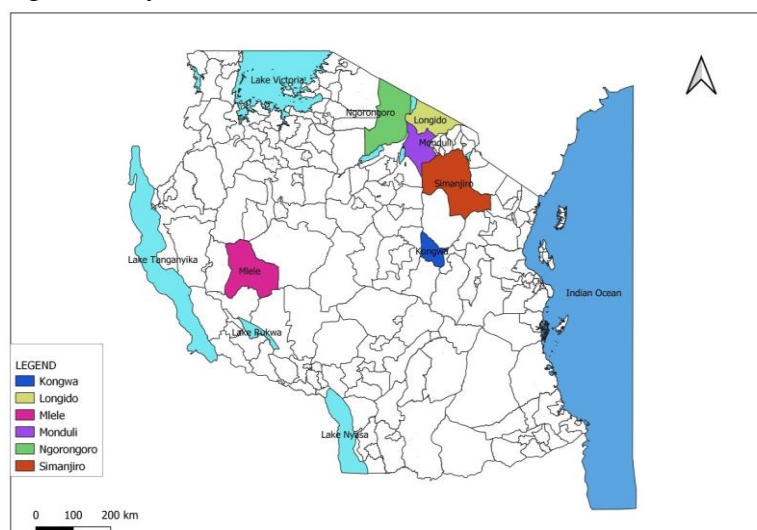 Lake Victoria
Ngorongoro
Longido
Monduli
Simanjiro
Kongwa
Mlele
Lake Tanganyika
Indian Ocean
Lake Rukwa
Lake Nyasa
LEGEND
Kongwa
Longido
Mlele
Monduli
Ngorongoro
Simanjiro
0 100 200 km